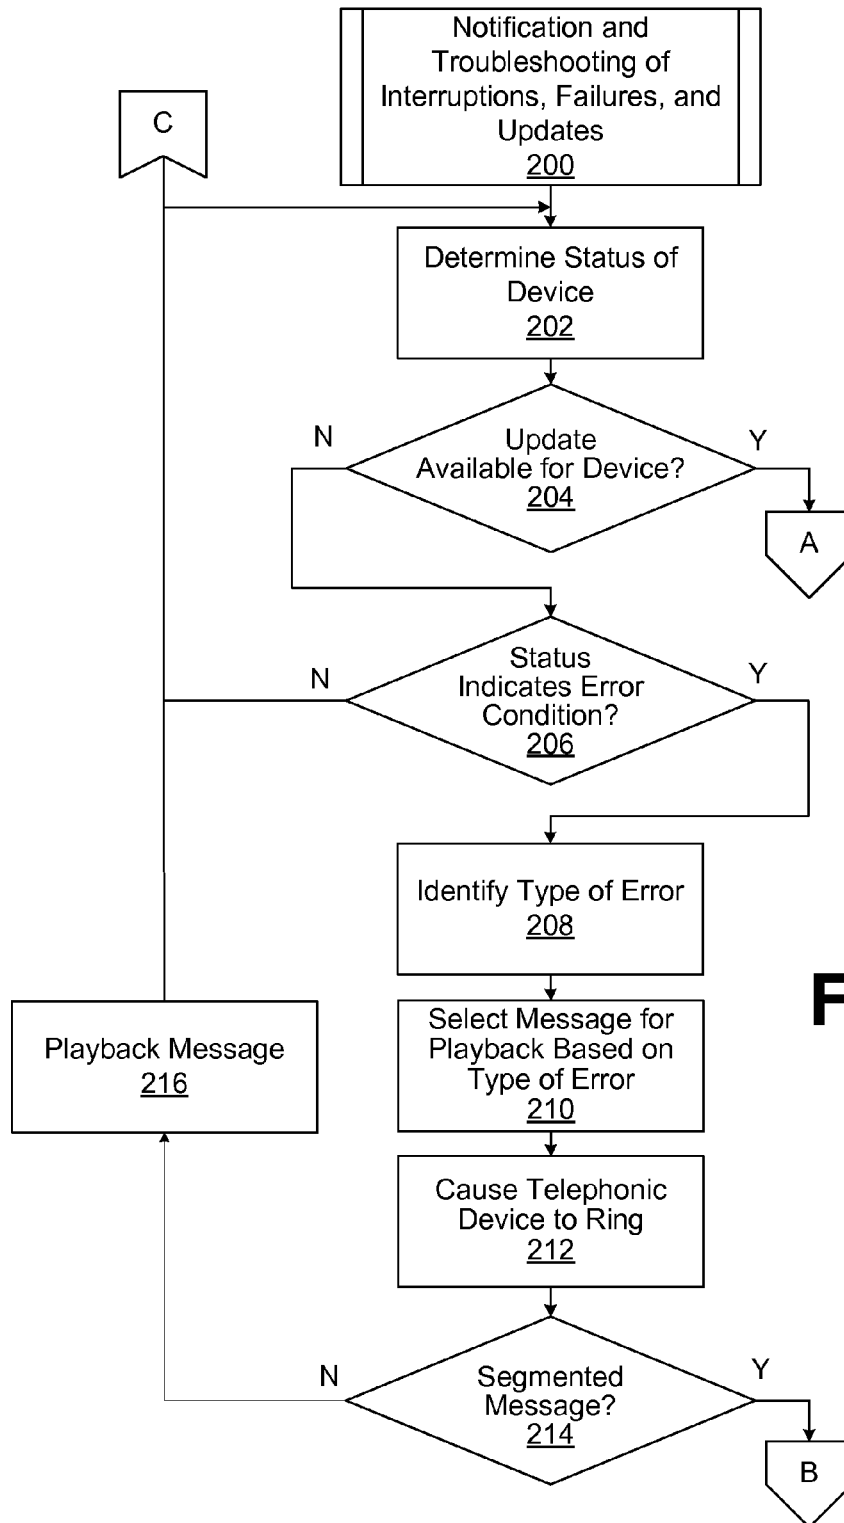 Notification and
Troubleshooting of
Interruptions, Failures, and
Updates
200
C
Determine Status of
Device
202
N
Update
Available for Device?
204
Y
A
N
Status
Indicates Error
Condition?
206
Y
Identify Type of Error
208
F
Select Message for
Playback Based on
Type of Error
210
Playback Message
216
Cause Telephonic
Device to Ring
212
N
Segmented
Message?
214
Y
B